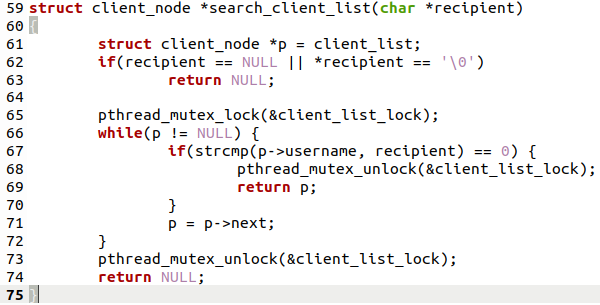 59 struct client_node *search_client_list(char *recipient)
60 {
61         struct client_node *p = client_list;
62         if(recipient == NULL || *recipient == '\0')
63                 return NULL;
64
65         pthread_mutex_lock(&client_list_lock);
66         while(p != NULL) {
67                 if(strcmp(p->username, recipient) == 0) {
68                         pthread_mutex_unlock(&client_list_lock);
69                         return p;
70                 }
71                 p = p->next;
72         }
73         pthread_mutex_unlock(&client_list_lock);
74         return NULL;
75 }